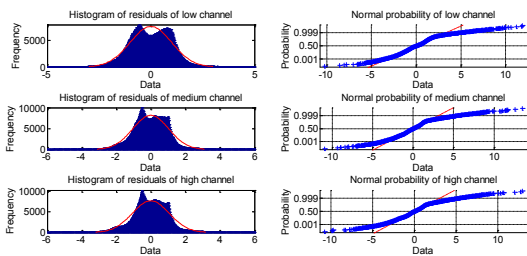 Histogram of residuals of low channel
Frequency
5000
0
-5 0 5
Data
Normal probability of low channel
Probability
0.999
0.50
0.001
-10 -5 0 5 10
Data
Histogram of residuals of medium channel
Frequency
10000
5000
0
-6 -4 -2 0 2 4 6
Data
Normal probability of medium channel
Probability
0.999
0.50
0.001
-10 -5 0 5 10
Data
Histogram of residuals of high channel
Frequency
10000
5000
0
-6 -4 -2 0 2 4 6
Data
Normal probability of high channel
Probability
0.999
0.50
0.001
-10 -5 0 5 10
Data